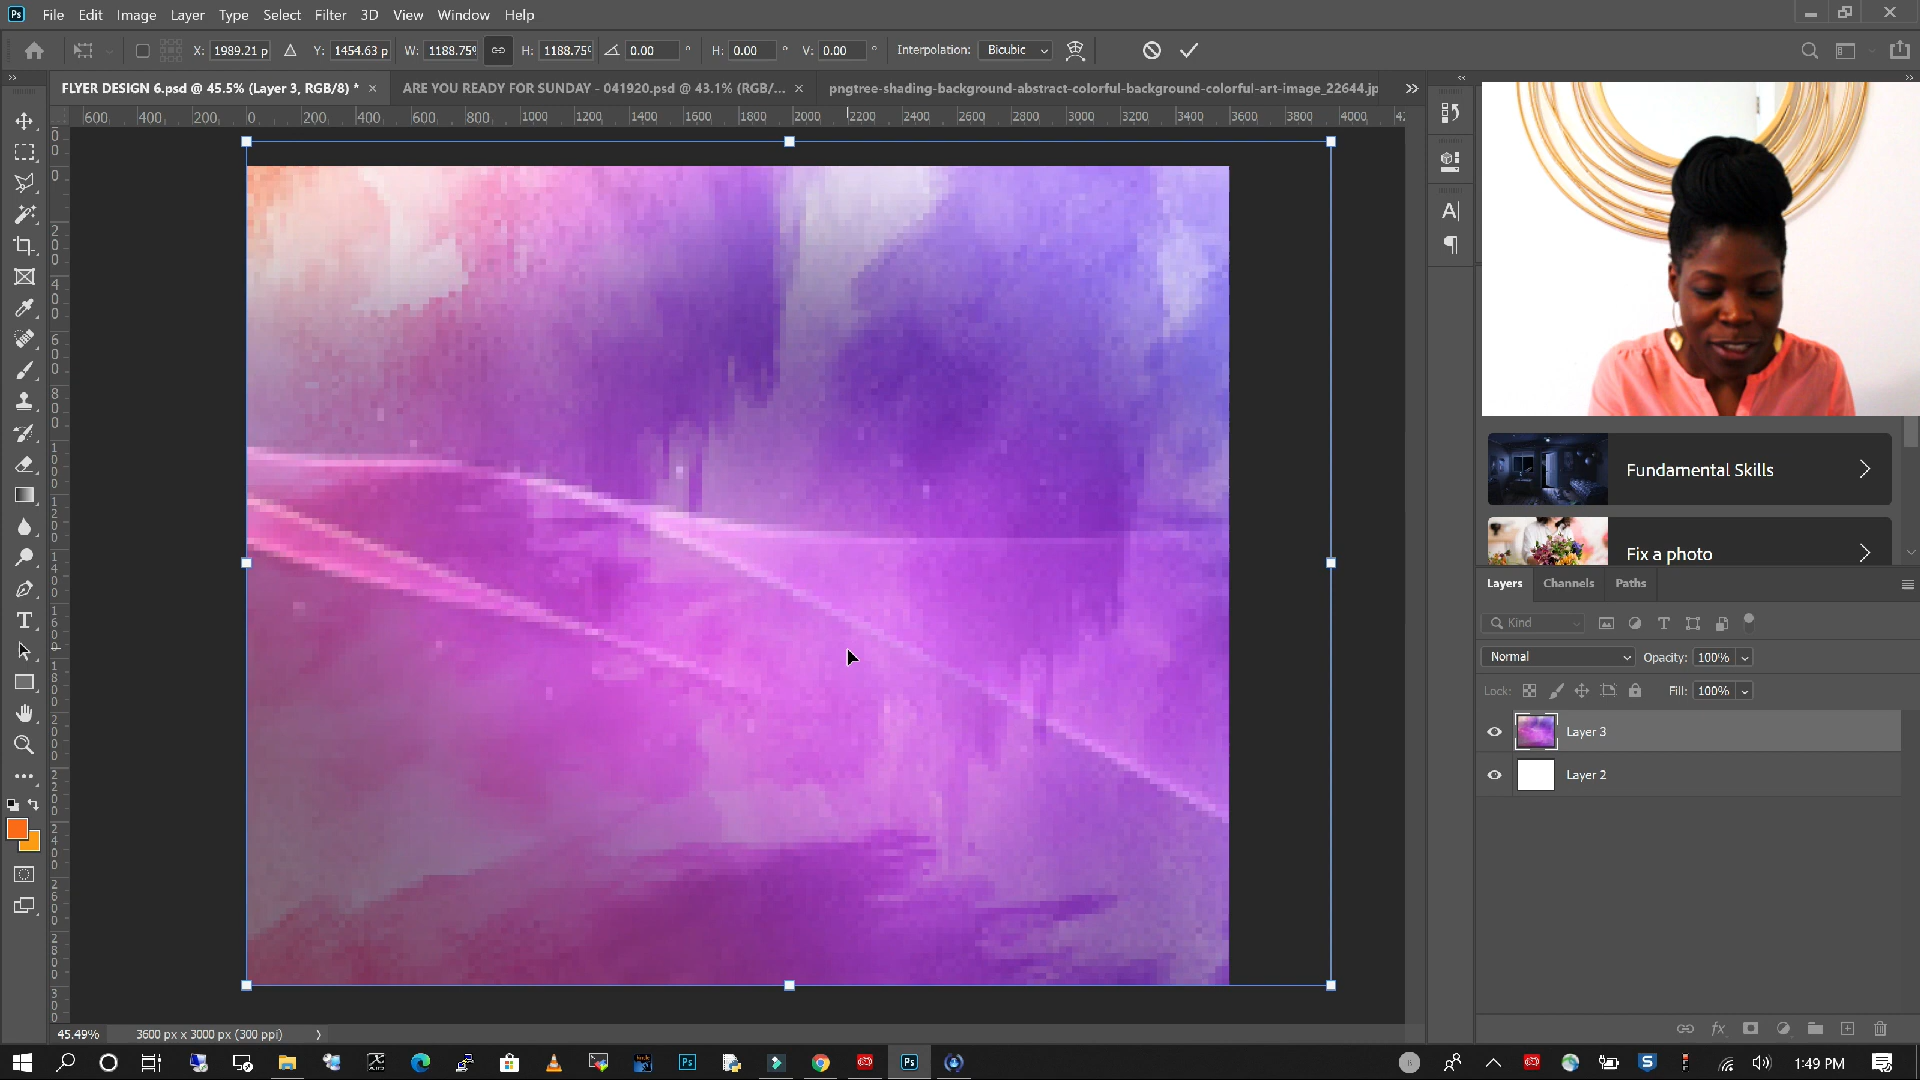 Ps File Edit Image Layer Type Select Filter 3D View Window Help
X: 1989.21 p Y: 1454.63 p W: 1188.75% H: 1188.75% 0.00 ° H: 0.00 ° V: 0.00 ° Interpolation: Bicubic
FLYER DESIGN 6.psd @ 45.5% (Layer 3, RGB/8) * × ARE YOU READY FOR SUNDAY - 041920.psd @ 43.1% (RGB/... × pngtree-shading-background-abstract-colorful-background-colorful-art-image_22644.jp
600 400 200 0 200 400 600 800 1000 1200 1400 1600 1800 2000 2200 2400 2600 2800 3000 3200 3400 3600 3800 4000 42
Fundamental Skills
Fix a photo
Layers Channels Paths
Kind
Normal Opacity: 100%
Lock: Fill: 100%
Layer 3
Layer 2
fx
45.49% 3600 px x 3000 px (300 ppi)
1:49 PM